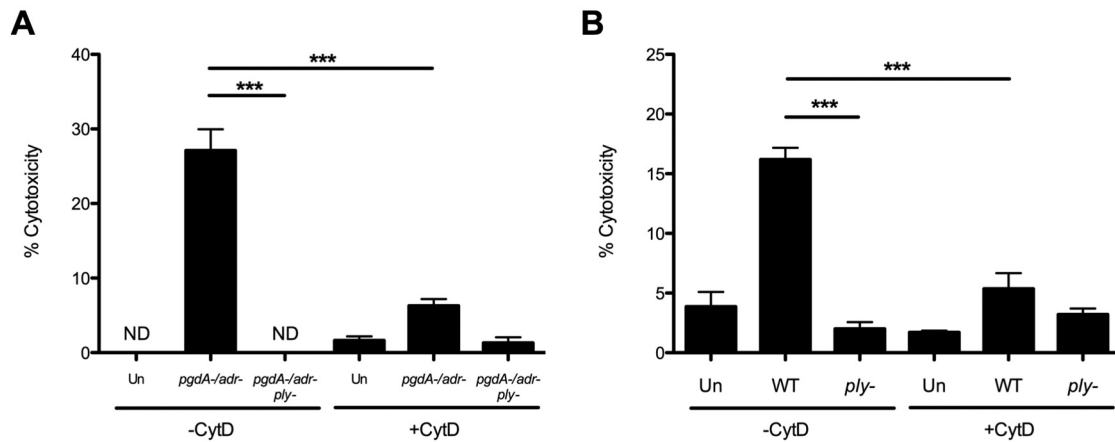 A
B
% Cytotoxicity
40
30
20
10
0
***
***
ND
ND
Un
pgdA-/adr-
pgdA-/adr-
ply-
Un
pgdA-/adr-
pgdA-/adr-
ply-
-CytD
+CytD
% Cytotoxicity
25
20
15
10
5
0
***
***
Un
WT
ply-
Un
WT
ply-
-CytD
+CytD